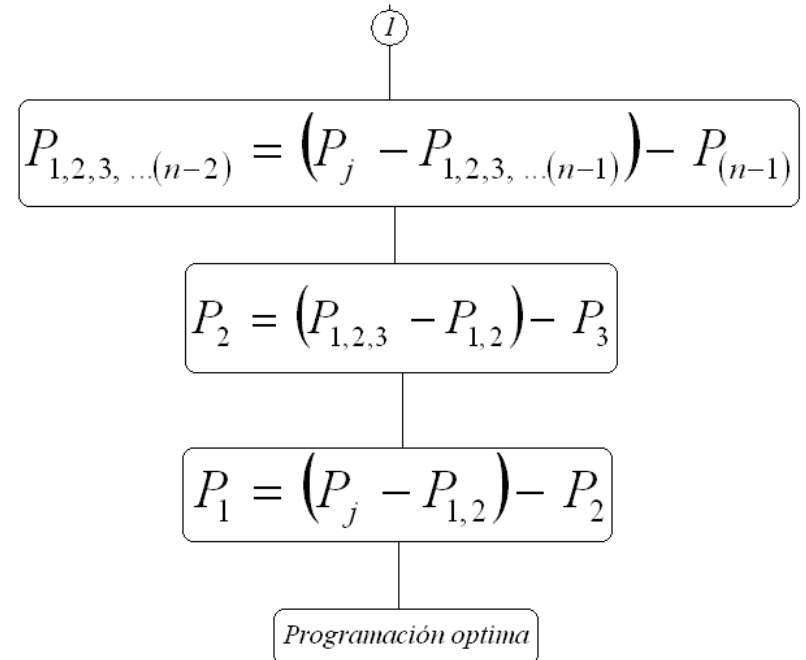 1
P_{1,2,3, ...(n-2)} = (P_j - P_{1,2,3, ...(n-1)}) - P_{(n-1)}
P_2 = (P_{1,2,3} - P_{1,2}) - P_3
P_1 = (P_j - P_{1,2}) - P_2
Programación optima